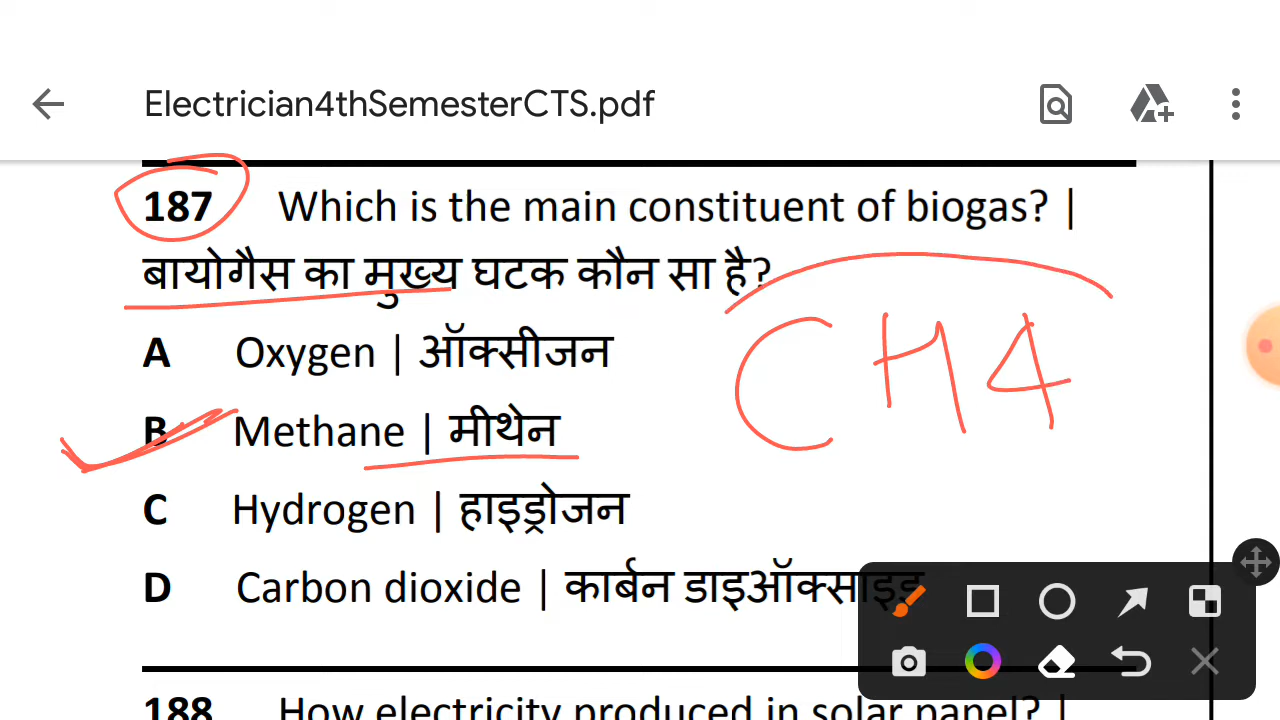 Electrician4thSemesterCTS.pdf
187 Which is the main constituent of biogas? |
बायोगैस का मुख्य घटक कौन सा है?
A Oxygen | ऑक्सीजन
B Methane | मीथेन
CH4
C Hydrogen | हाइड्रोजन
D Carbon dioxide | कार्बन डाइऑक्साइड
188 How electricity produced in solar panel? |